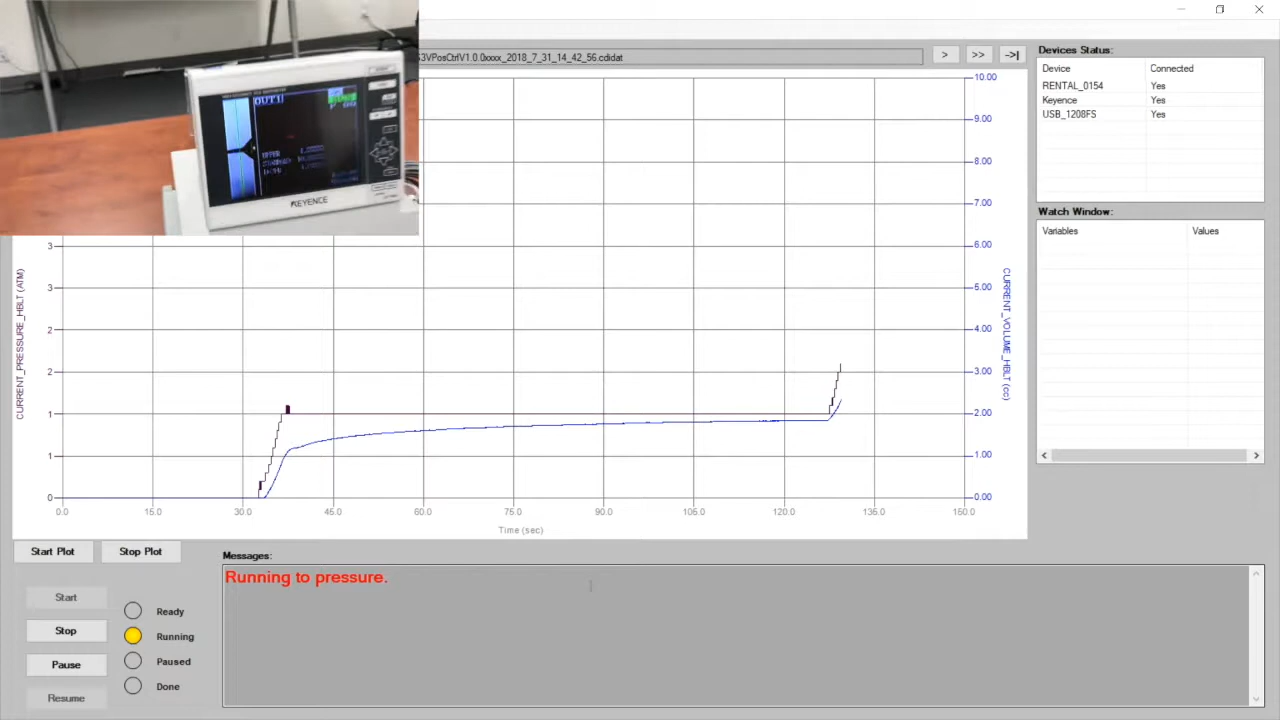 S3VPosCtrlV1.0.0xxxx_2018_7_31_14_42_56.cdidat
>
>>
->|
Devices Status:
Device Connected
RENTAL_0154 Yes
Keyence Yes
USB_1208FS Yes
Watch Window:
Variables Values
OUT1
KEYENCE
10.00
9.00
8.00
7.00
3 6.00
3 5.00
2 4.00
2 3.00
1 2.00
1 1.00
0 0.00
CURRENT_PRESSURE_HBLT (ATM)
CURRENT_VOLUME_HBLT (cc)
0.0 15.0 30.0 45.0 60.0 75.0 90.0 105.0 120.0 135.0 150.0
Time (sec)
Start Plot
Stop Plot
Messages:
Running to pressure.
Start
Stop
Pause
Resume
Ready
Running
Paused
Done